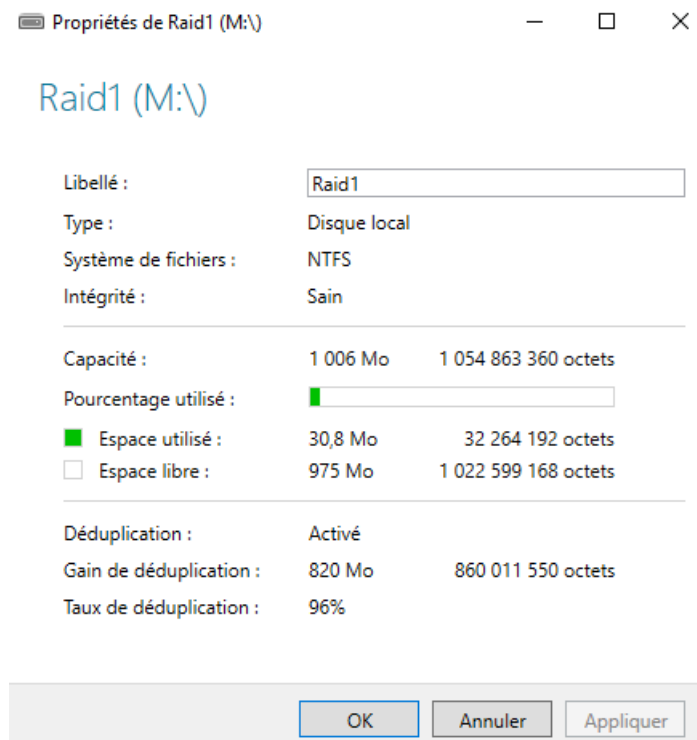 Propriétés de Raid1 (M:\)
Raid1 (M:\)
Libellé : Raid1
Type : Disque local
Système de fichiers : NTFS
Intégrité : Sain
Capacité : 1 006 Mo 1 054 863 360 octets
Pourcentage utilisé :
Espace utilisé : 30,8 Mo 32 264 192 octets
Espace libre : 975 Mo 1 022 599 168 octets
Déduplication : Activé
Gain de déduplication : 820 Mo 860 011 550 octets
Taux de déduplication : 96%
OK Annuler Appliquer